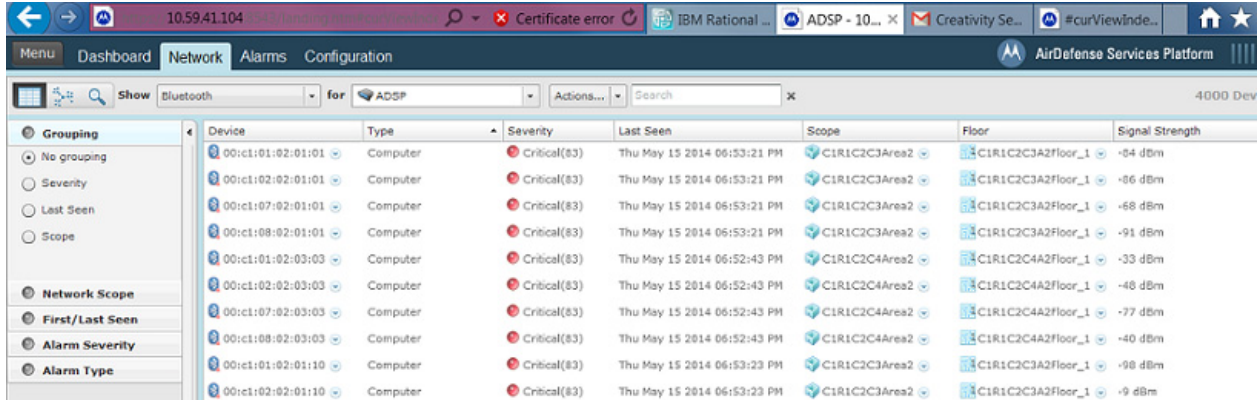 10.59.41.104 Certificate error IBM Rational ... ADSP - 10... Creativity Se... #curViewInde...
Menu Dashboard Network Alarms Configuration AirDefense Services Platform
Show Bluetooth for ADSP Actions... Search 4000 Dev
Grouping Device Type Severity Last Seen Scope Floor Signal Strength
No grouping 00:c1:01:02:01:01 Computer Critical(83) Thu May 15 2014 06:53:21 PM C1R1C2C3Area2 C1R1C2C3A2Floor_1 -84 dBm
Severity 00:c1:02:02:01:01 Computer Critical(83) Thu May 15 2014 06:53:21 PM C1R1C2C3Area2 C1R1C2C3A2Floor_1 -86 dBm
Last Seen 00:c1:07:02:01:01 Computer Critical(83) Thu May 15 2014 06:53:21 PM C1R1C2C3Area2 C1R1C2C3A2Floor_1 -68 dBm
Scope 00:c1:08:02:01:01 Computer Critical(83) Thu May 15 2014 06:53:21 PM C1R1C2C3Area2 C1R1C2C3A2Floor_1 -91 dBm
00:c1:01:02:03:03 Computer Critical(83) Thu May 15 2014 06:52:43 PM C1R1C2C4Area2 C1R1C2C4A2Floor_1 -33 dBm
Network Scope 00:c1:02:02:03:03 Computer Critical(83) Thu May 15 2014 06:52:43 PM C1R1C2C4Area2 C1R1C2C4A2Floor_1 -48 dBm
First/Last Seen 00:c1:07:02:03:03 Computer Critical(83) Thu May 15 2014 06:52:43 PM C1R1C2C4Area2 C1R1C2C4A2Floor_1 -77 dBm
Alarm Severity 00:c1:08:02:03:03 Computer Critical(83) Thu May 15 2014 06:52:43 PM C1R1C2C4Area2 C1R1C2C4A2Floor_1 -40 dBm
Alarm Type 00:c1:01:02:01:10 Computer Critical(83) Thu May 15 2014 06:53:23 PM C1R1C2C3Area2 C1R1C2C3A2Floor_1 -98 dBm
00:c1:02:02:01:10 Computer Critical(83) Thu May 15 2014 06:53:23 PM C1R1C2C3Area2 C1R1C2C3A2Floor_1 -9 dBm